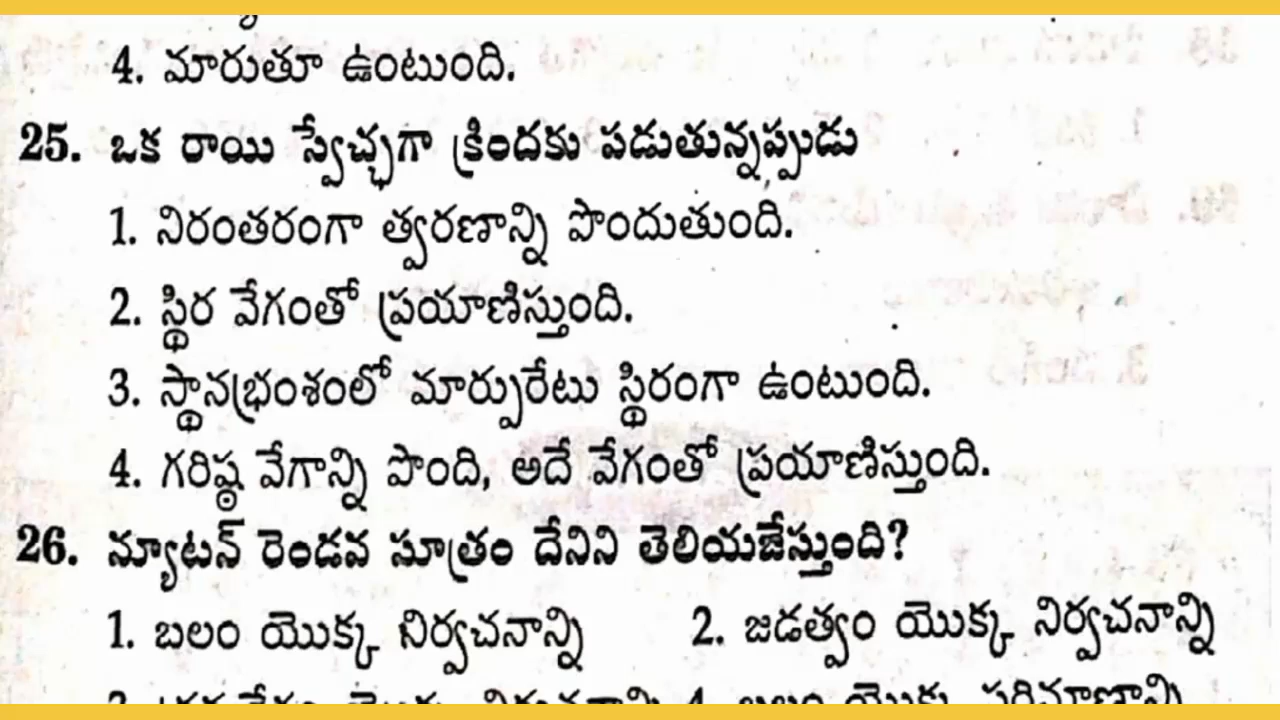 4. మారుతూ ఉంటుంది.
25. ఒక రాయి స్వేచ్ఛగా క్రిందకు పడుతున్నప్పుడు
1. నిరంతరంగా త్వరణాన్ని పొందుతుంది.
2. స్థిర వేగంతో ప్రయాణిస్తుంది.
3. స్థానభ్రంశంలో మార్పురేటు స్థిరంగా ఉంటుంది.
4. గరిష్ఠ వేగాన్ని పొంది, అదే వేగంతో ప్రయాణిస్తుంది.
26. న్యూటన్ రెండవ సూత్రం దేనిని తెలియజేస్తుంది?
1. బలం యొక్క నిర్వచనాన్ని 2. జడత్వం యొక్క నిర్వచనాన్ని